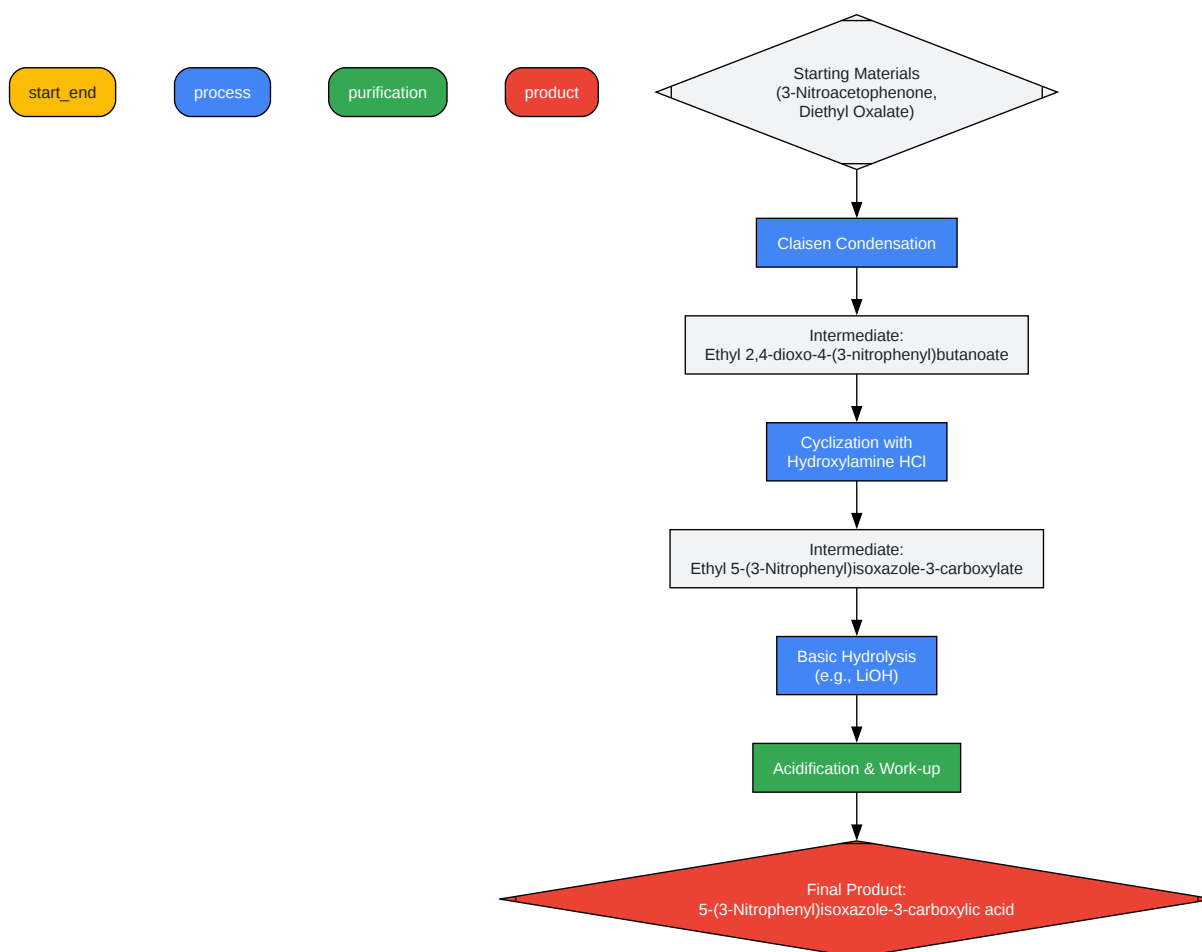 start_end
process
purification
product
Starting Materials
(3-Nitroacetophenone,
Diethyl Oxalate)
Claisen Condensation
Intermediate:
Ethyl 2,4-dioxo-4-(3-nitrophenyl)butanoate
Cyclization with
Hydroxylamine HCl
Intermediate:
Ethyl 5-(3-Nitrophenyl)isoxazole-3-carboxylate
Basic Hydrolysis
(e.g., LiOH)
Acidification & Work-up
Final Product:
5-(3-Nitrophenyl)isoxazole-3-carboxylic acid